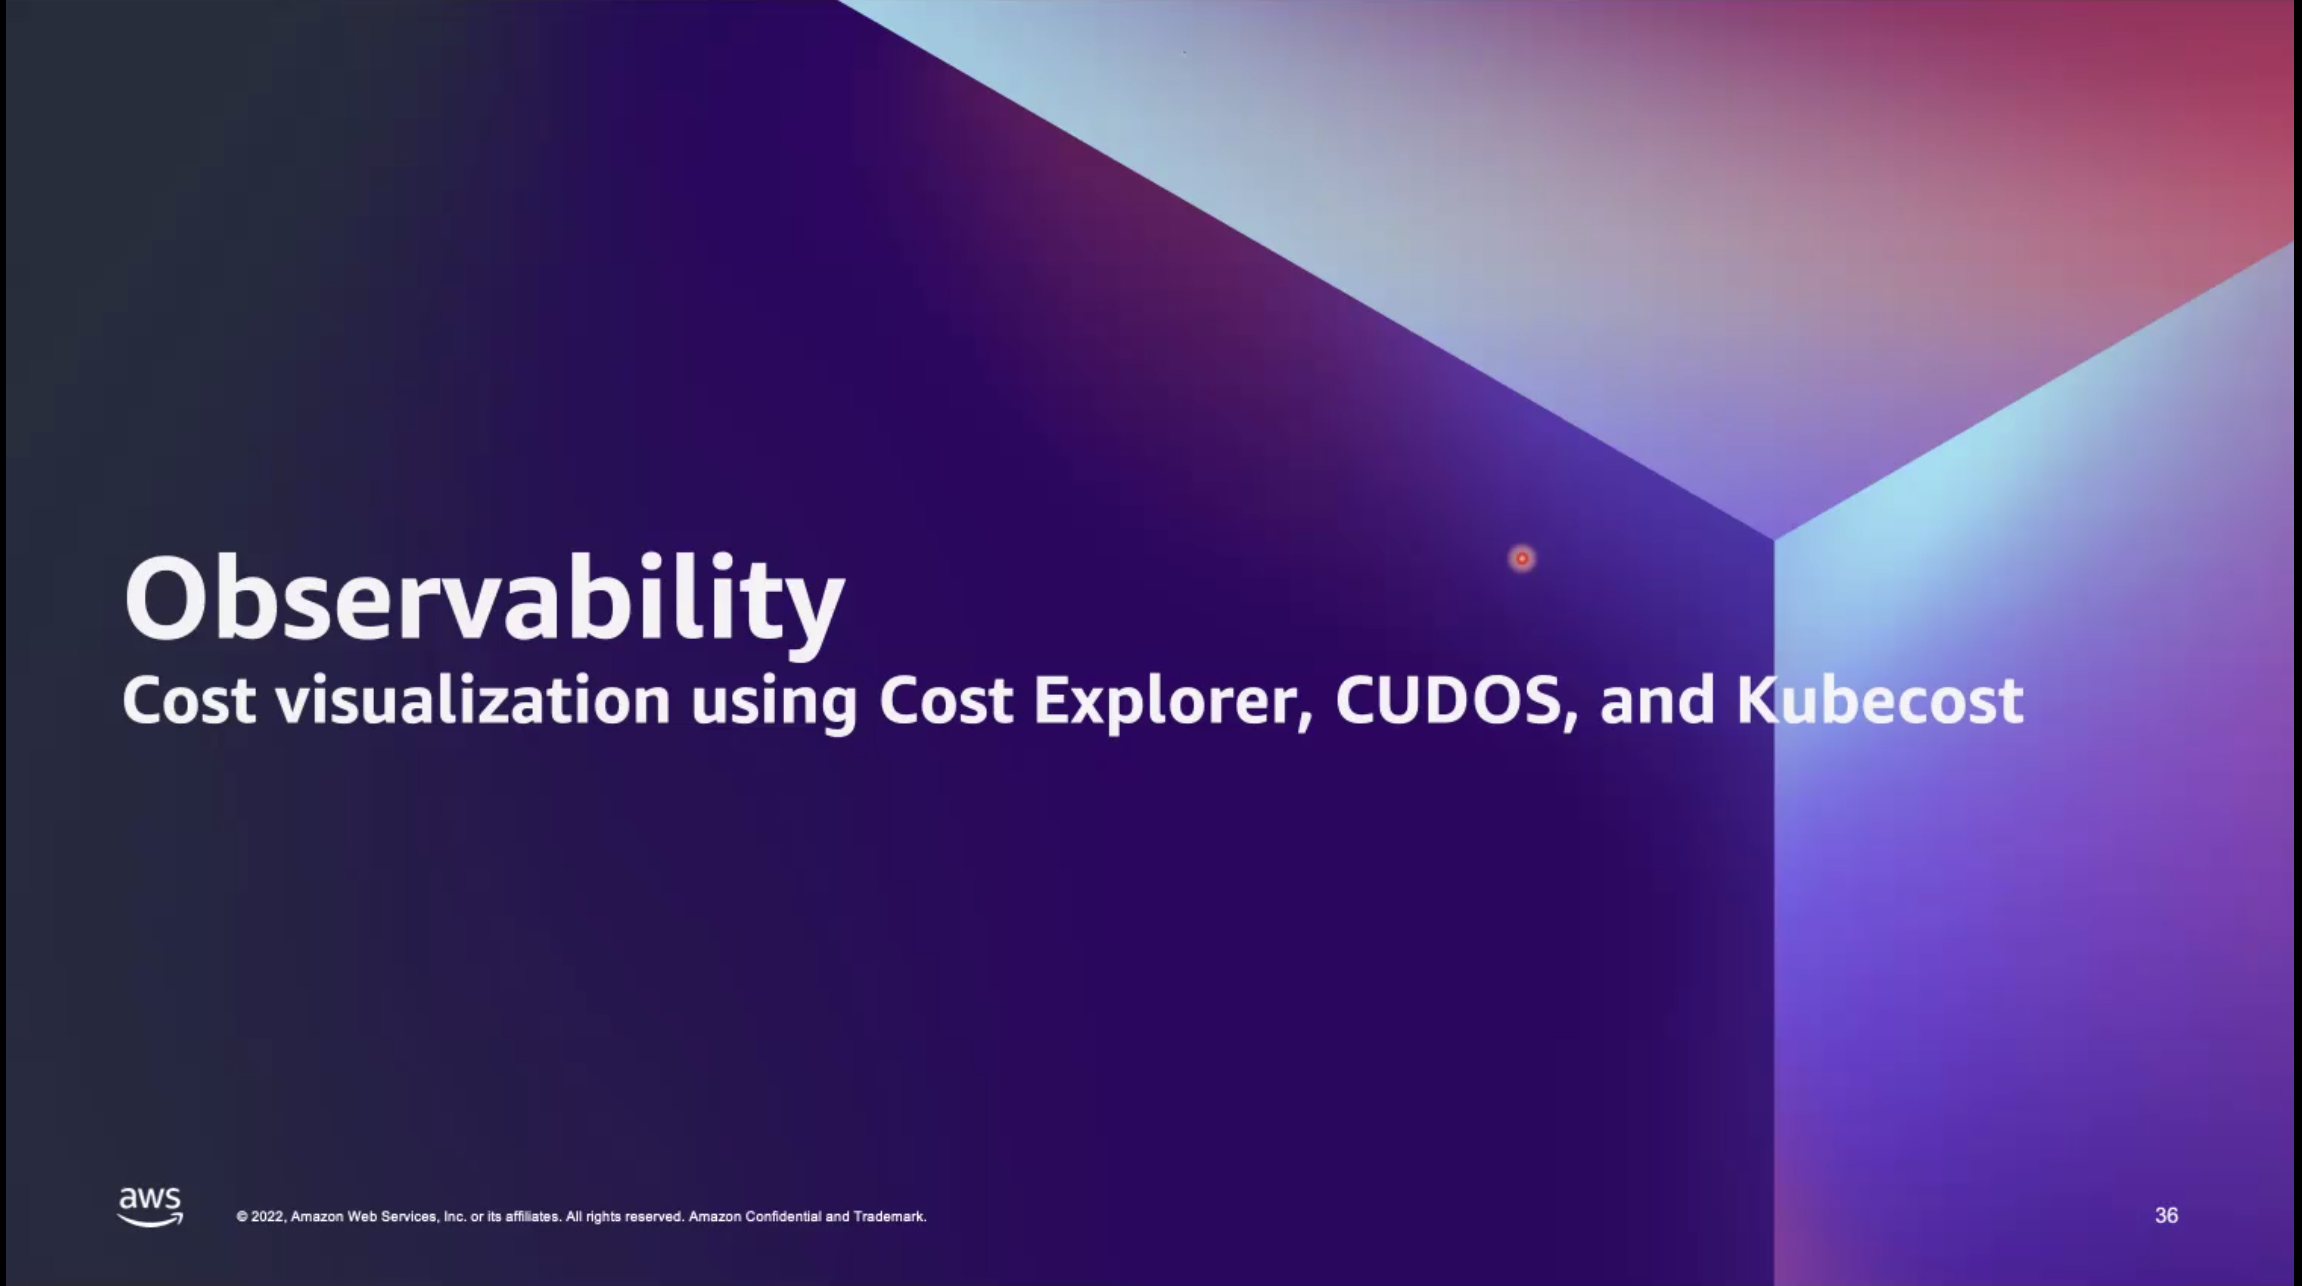 Observability
Cost visualization using Cost Explorer, CUDOS, and Kubecost
aws
© 2022, Amazon Web Services, Inc. or its affiliates. All rights reserved. Amazon Confidential and Trademark.
36